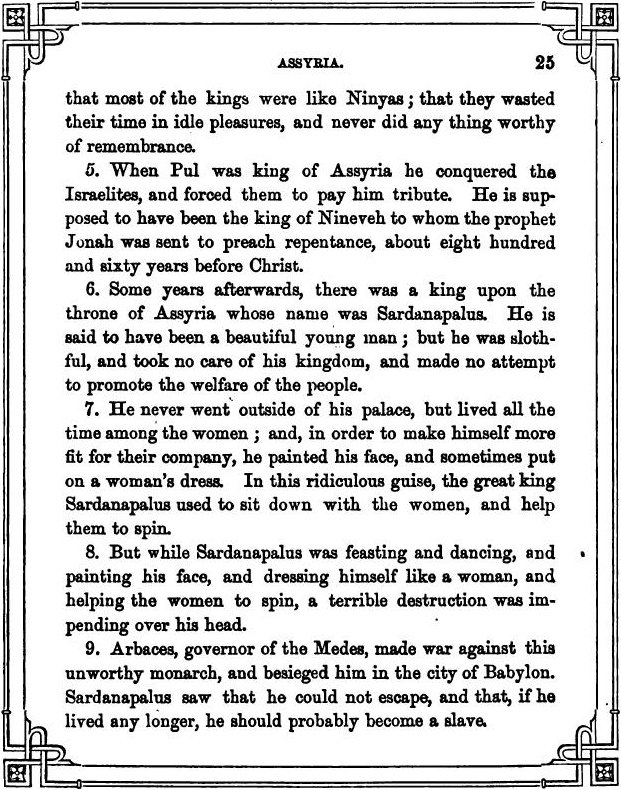 ASSYRIA.
25
that most of the kings were like Ninyas; that they wasted
their time in idle pleasures, and never did any thing worthy
of remembrance.
5. When Pul was king of Assyria he conquered the
Israelites, and forced them to pay him tribute. He is sup-
posed to have been the king of Nineveh to whom the prophet
Jonah was sent to preach repentance, about eight hundred
and sixty years before Christ.
6. Some years afterwards, there was a king upon the
throne of Assyria whose name was Sardanapalus. He is
said to have been a beautiful young man; but he was sloth-
ful, and took no care of his kingdom, and made no attempt
to promote the welfare of the people.
7. He never went outside of his palace, but lived all the
time among the women; and, in order to make himself more
fit for their company, he painted his face, and sometimes put
on a woman's dress. In this ridiculous guise, the great king
Sardanapalus used to sit down with the women, and help
them to spin.
8. But while Sardanapalus was feasting and dancing, and
painting his face, and dressing himself like a woman, and
helping the women to spin, a terrible destruction was im-
pending over his head.
9. Arbaces, governor of the Medes, made war against this
unworthy monarch, and besieged him in the city of Babylon.
Sardanapalus saw that he could not escape, and that, if he
lived any longer, he should probably become a slave.